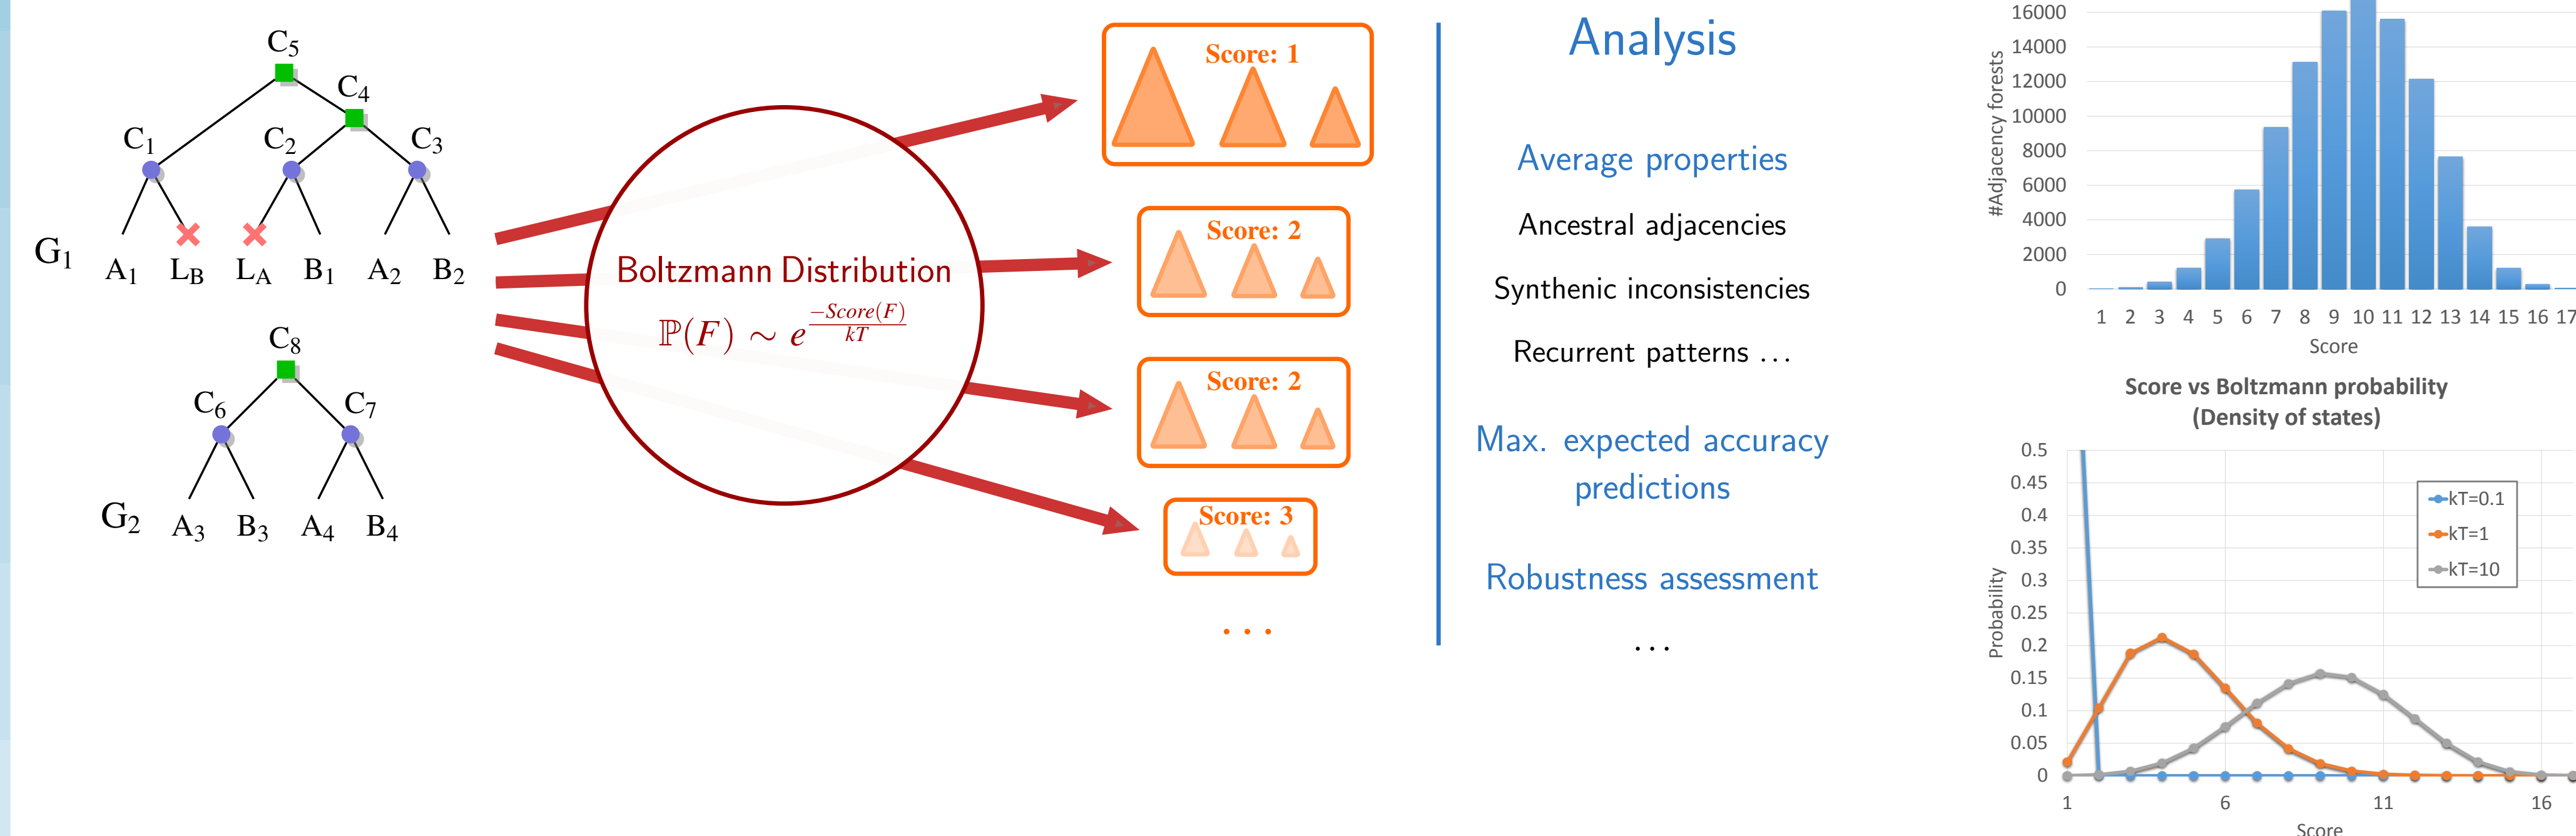 C5
C4
C1
C2
C3
G1
A1 LB LA B1 A2 B2
C8
C6
C7
G2
A3 B3 A4 B4
Boltzmann Distribution
ℙ(F) ∼ e^{-Score(F)/kT}
Score: 1
Score: 2
Score: 2
Score: 3
...
Analysis
Average properties
Ancestral adjacencies
Synthenic inconsistencies
Recurrent patterns ...
Max. expected accuracy
predictions
Robustness assessment
...
#Adjacency forests
16000
14000
12000
10000
8000
6000
4000
2000
0
1 2 3 4 5 6 7 8 9 10 11 12 13 14 15 16 17
Score
Score vs Boltzmann probability
(Density of states)
Probability
0.5
0.45
0.4
0.35
0.3
0.25
0.2
0.15
0.1
0.05
0
kT=0.1
kT=1
kT=10
1 6 11 16
Score